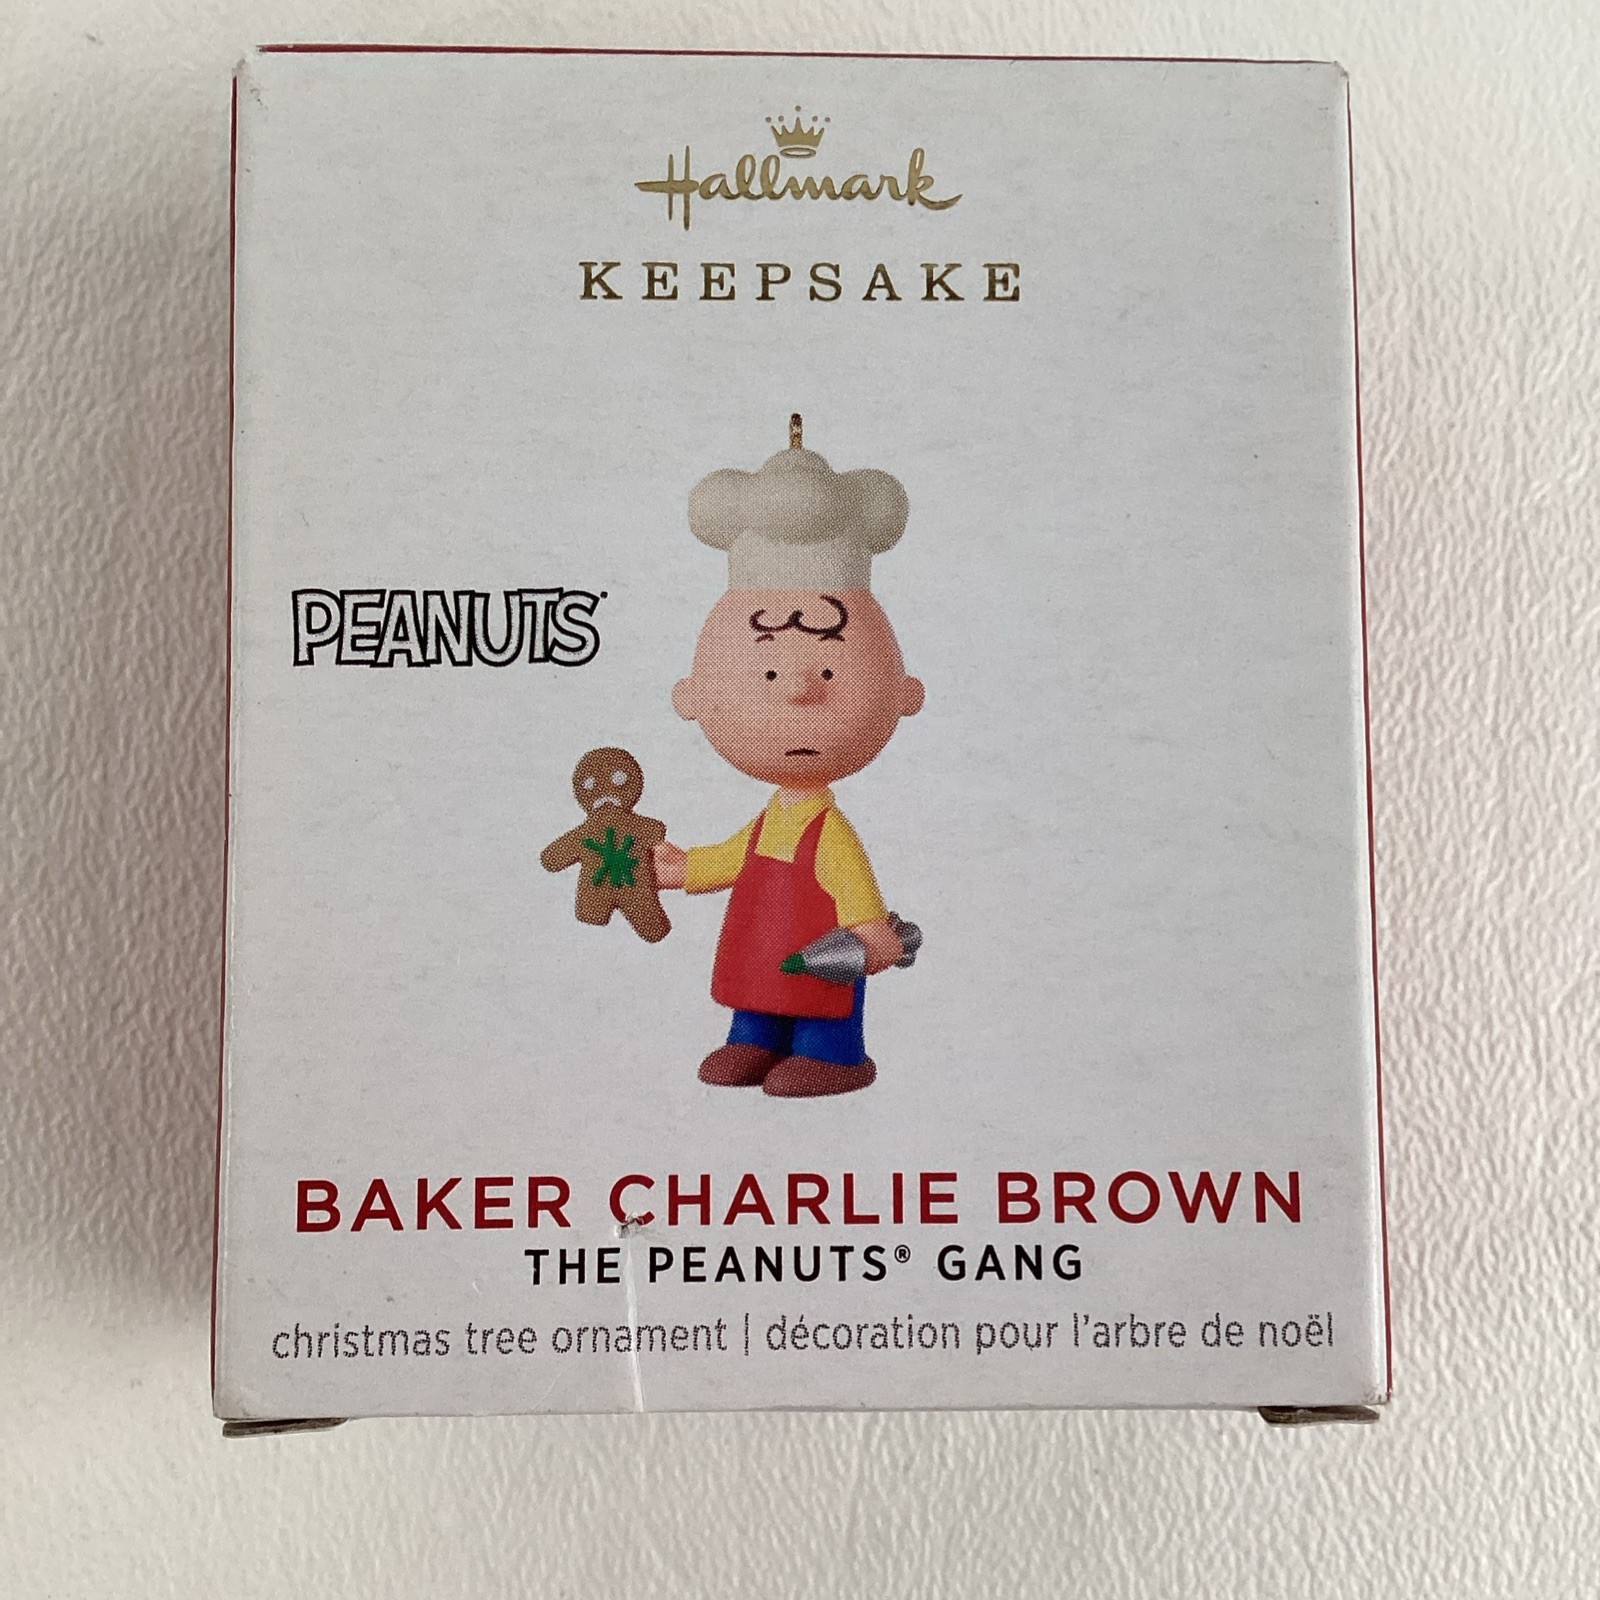 Hallmark
KEEPSAKE
PEANUTS
BAKER CHARLIE BROWN
THE PEANUTS® GANG
christmas tree ornament | décoration pour l'arbre de noël